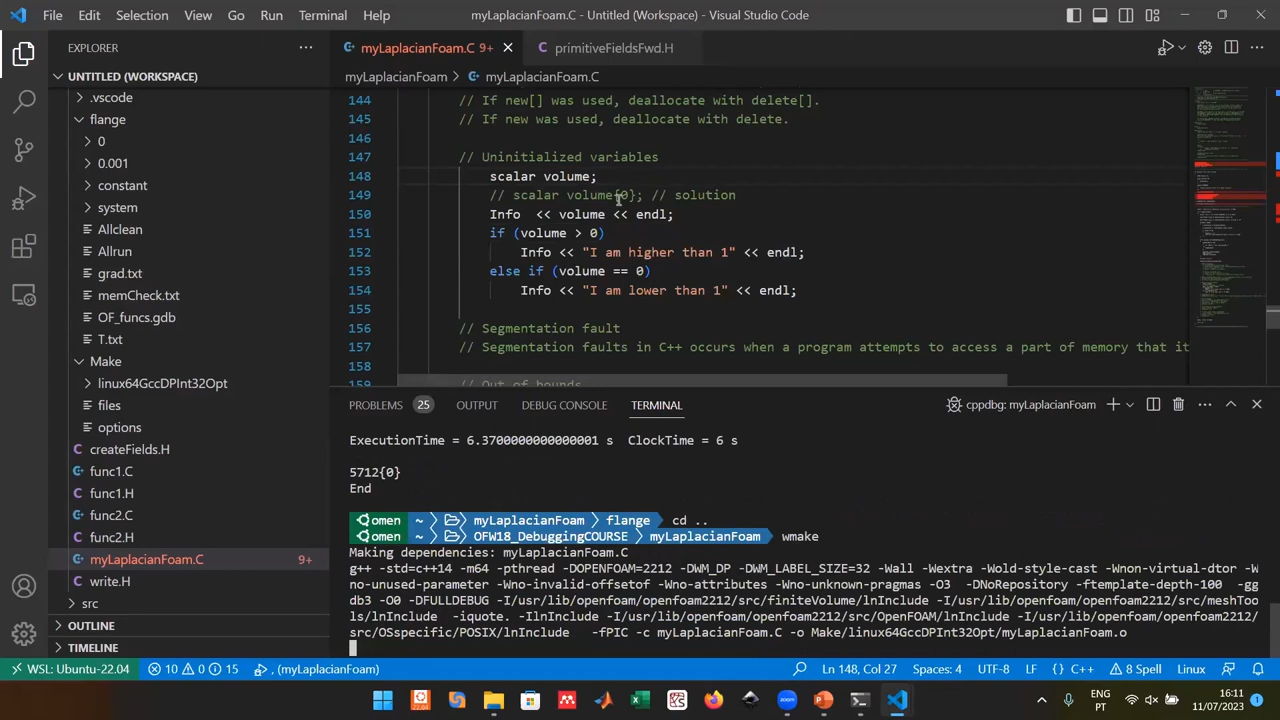 File Edit Selection View Go Run Terminal Help myLaplacianFoam.C - Untitled (Workspace) - Visual Studio Code
EXPLORER
UNTITLED (WORKSPACE)
.vscode
flange
0
0.001
constant
system
Allclean
Allrun
grad.txt
memCheck.txt
OF_funcs.gdb
T.txt
Make
linux64GccDPInt32Opt
files
options
createFields.H
func1.C
func1.H
func2.C
func2.H
myLaplacianFoam.C 9+
write.H
src
OUTLINE
TIMELINE
myLaplacianFoam.C 9+ primitiveFieldsFwd.H
myLaplacianFoam > myLaplacianFoam.C
144 // If new[] was used, deallocate with delete[].
145 // If new was used, deallocate with delete.
146
147 // Uninitialized variables
148 scalar volume;
149 scalar volume{0};
150 << volume << endl;
151 (volume > 0)
152 Info << "I am higher than 1" << endl;
153 else if (volume == 0)
154 Info << "I am lower than 1" << endl;
155
156 // Segmentation fault
157 // Segmentation faults in C++ occurs when a program attempts to access a part of memory that it
158
159 // Out of bounds
PROBLEMS 25 OUTPUT DEBUG CONSOLE TERMINAL cppdbg: myLaplacianFoam
ExecutionTime = 6.3700000000000001 s ClockTime = 6 s
5712{0}
End
omen ~ myLaplacianFoam flange cd ..
omen ~ OFW18_DebuggingCOURSE myLaplacianFoam wmake
Making dependencies: myLaplacianFoam.C
g++ -std=c++14 -m64 -pthread -DOPENFOAM=2212 -DWM_DP -DWM_LABEL_SIZE=32 -Wall -Wextra -Wold-style-cast -Wnon-virtual-dtor -W
no-unused-parameter -Wno-invalid-offsetof -Wno-attributes -Wno-unknown-pragmas -O3 -DNoRepository -ftemplate-depth-100 -gg
db3 -O0 -DFULLDEBUG -I/usr/lib/openfoam/openfoam2212/src/finiteVolume/lnInclude -I/usr/lib/openfoam/openfoam2212/src/meshToo
ls/lnInclude -iquote. -IlnInclude -I/usr/lib/openfoam/openfoam2212/src/OpenFOAM/lnInclude -I/usr/lib/openfoam/openfoam2212/
src/OSspecific/POSIX/lnInclude -fPIC -c myLaplacianFoam.C -o Make/linux64GccDPInt32Opt/myLaplacianFoam.o
WSL: Ubuntu-22.04 10 0 15 , (myLaplacianFoam) Ln 148, Col 27 Spaces: 4 UTF-8 LF {} C++ 8 Spell Linux
ENG
PT
16:11
11/07/2023